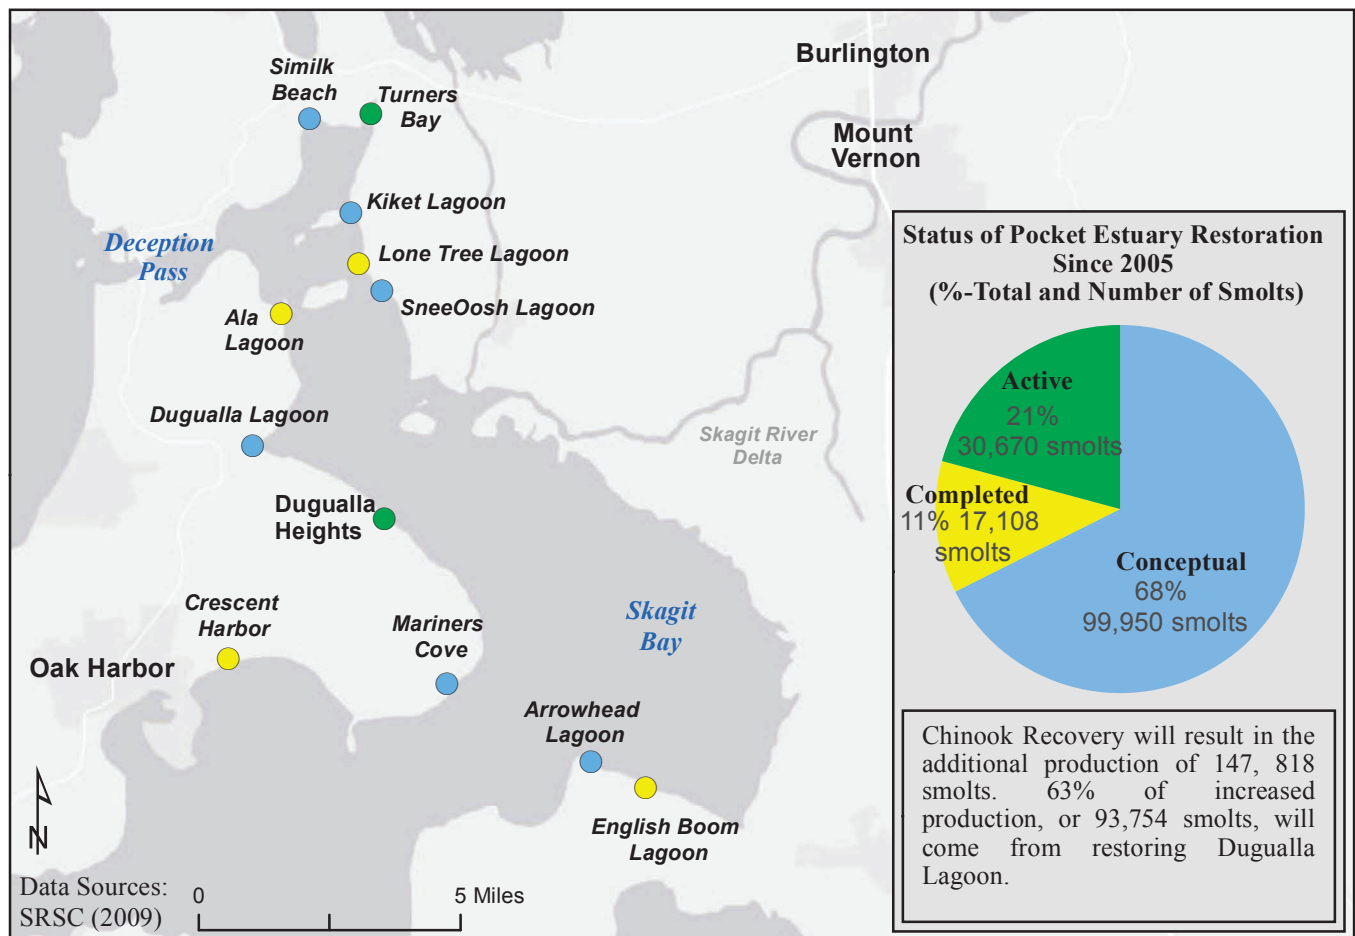 Burlington
Similk
Beach
Turners
Bay
Mount
Vernon
Kiket Lagoon
Deception
Pass
Lone Tree Lagoon
SneeOosh Lagoon
Ala
Lagoon
Dugualla Lagoon
Skagit River
Delta
Dugualla
Heights
Crescent
Harbor
Mariners
Cove
Skagit
Bay
Oak Harbor
Arrowhead
Lagoon
English Boom
Lagoon
N
Data Sources:
SRSC (2009)
0
5 Miles
Status of Pocket Estuary Restoration
Since 2005
(%-Total and Number of Smolts)
Active
21%
30,670 smolts
Completed
11% 17,108
smolts
Conceptual
68%
99,950 smolts
Chinook Recovery will result in the
additional production of 147, 818
smolts. 63% of increased
production, or 93,754 smolts, will
come from restoring Dugualla
Lagoon.